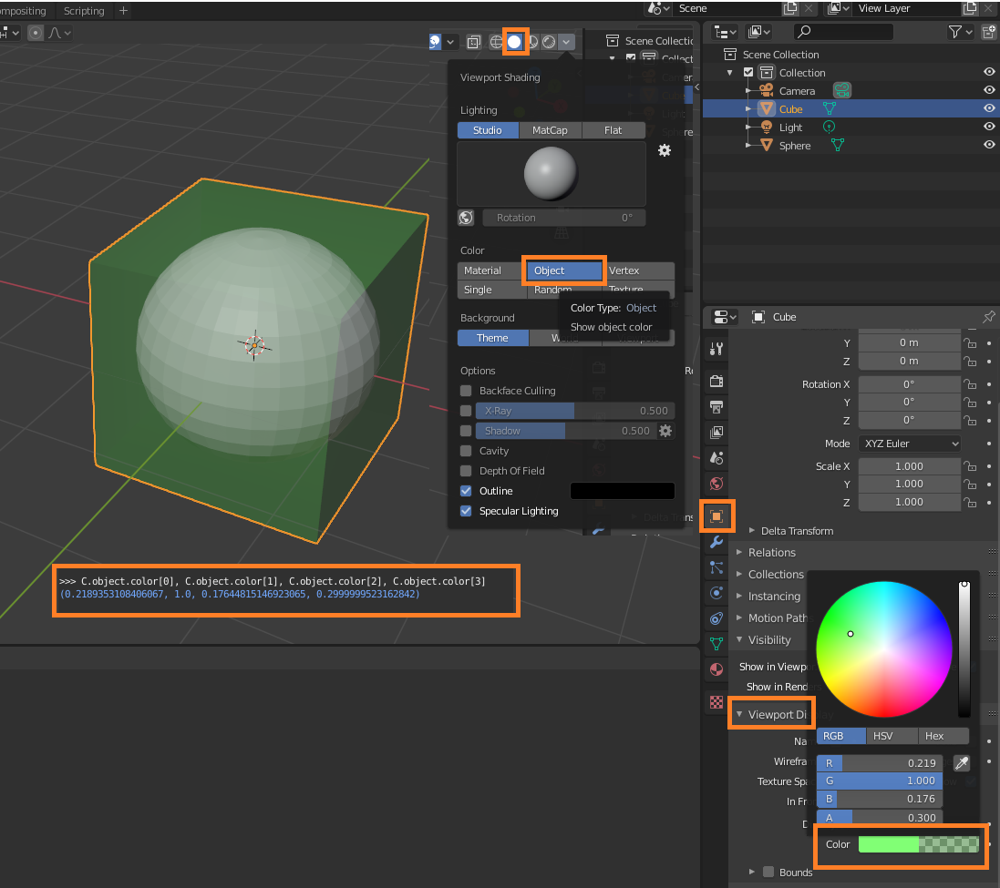 mpositing Scripting +
Scene
View Layer
Scene Collectio
Collect
Scene Collection
Collection
Camera
Cube
Light
Sphere
Viewport Shading
Lighting
Studio MatCap Flat
Rotation 0°
Color
Material Object Vertex
Single Random Texture
Color Type: Object
Show object color
Background
Theme
Options
Backface Culling
X-Ray 0.500
Shadow 0.500
Cavity
Depth Of Field
Outline
Specular Lighting
>>> C.object.color[0], C.object.color[1], C.object.color[2], C.object.color[3]
(0.2189353108406067, 1.0, 0.17644815146923065, 0.2999999523162842)
Cube
Y 0 m
Z 0 m
Rotation X 0°
Y 0°
Z 0°
Mode XYZ Euler
Scale X 1.000
Y 1.000
Z 1.000
Delta Transform
Relations
Collections
Instancing
Motion Path
Visibility
Show in Viewp
Show in Rend
Viewport Di
Na
Wirefra
Texture Spa
In Fr
D
RGB HSV Hex
R 0.219
G 1.000
B 0.176
A 0.300
Color
Bounds